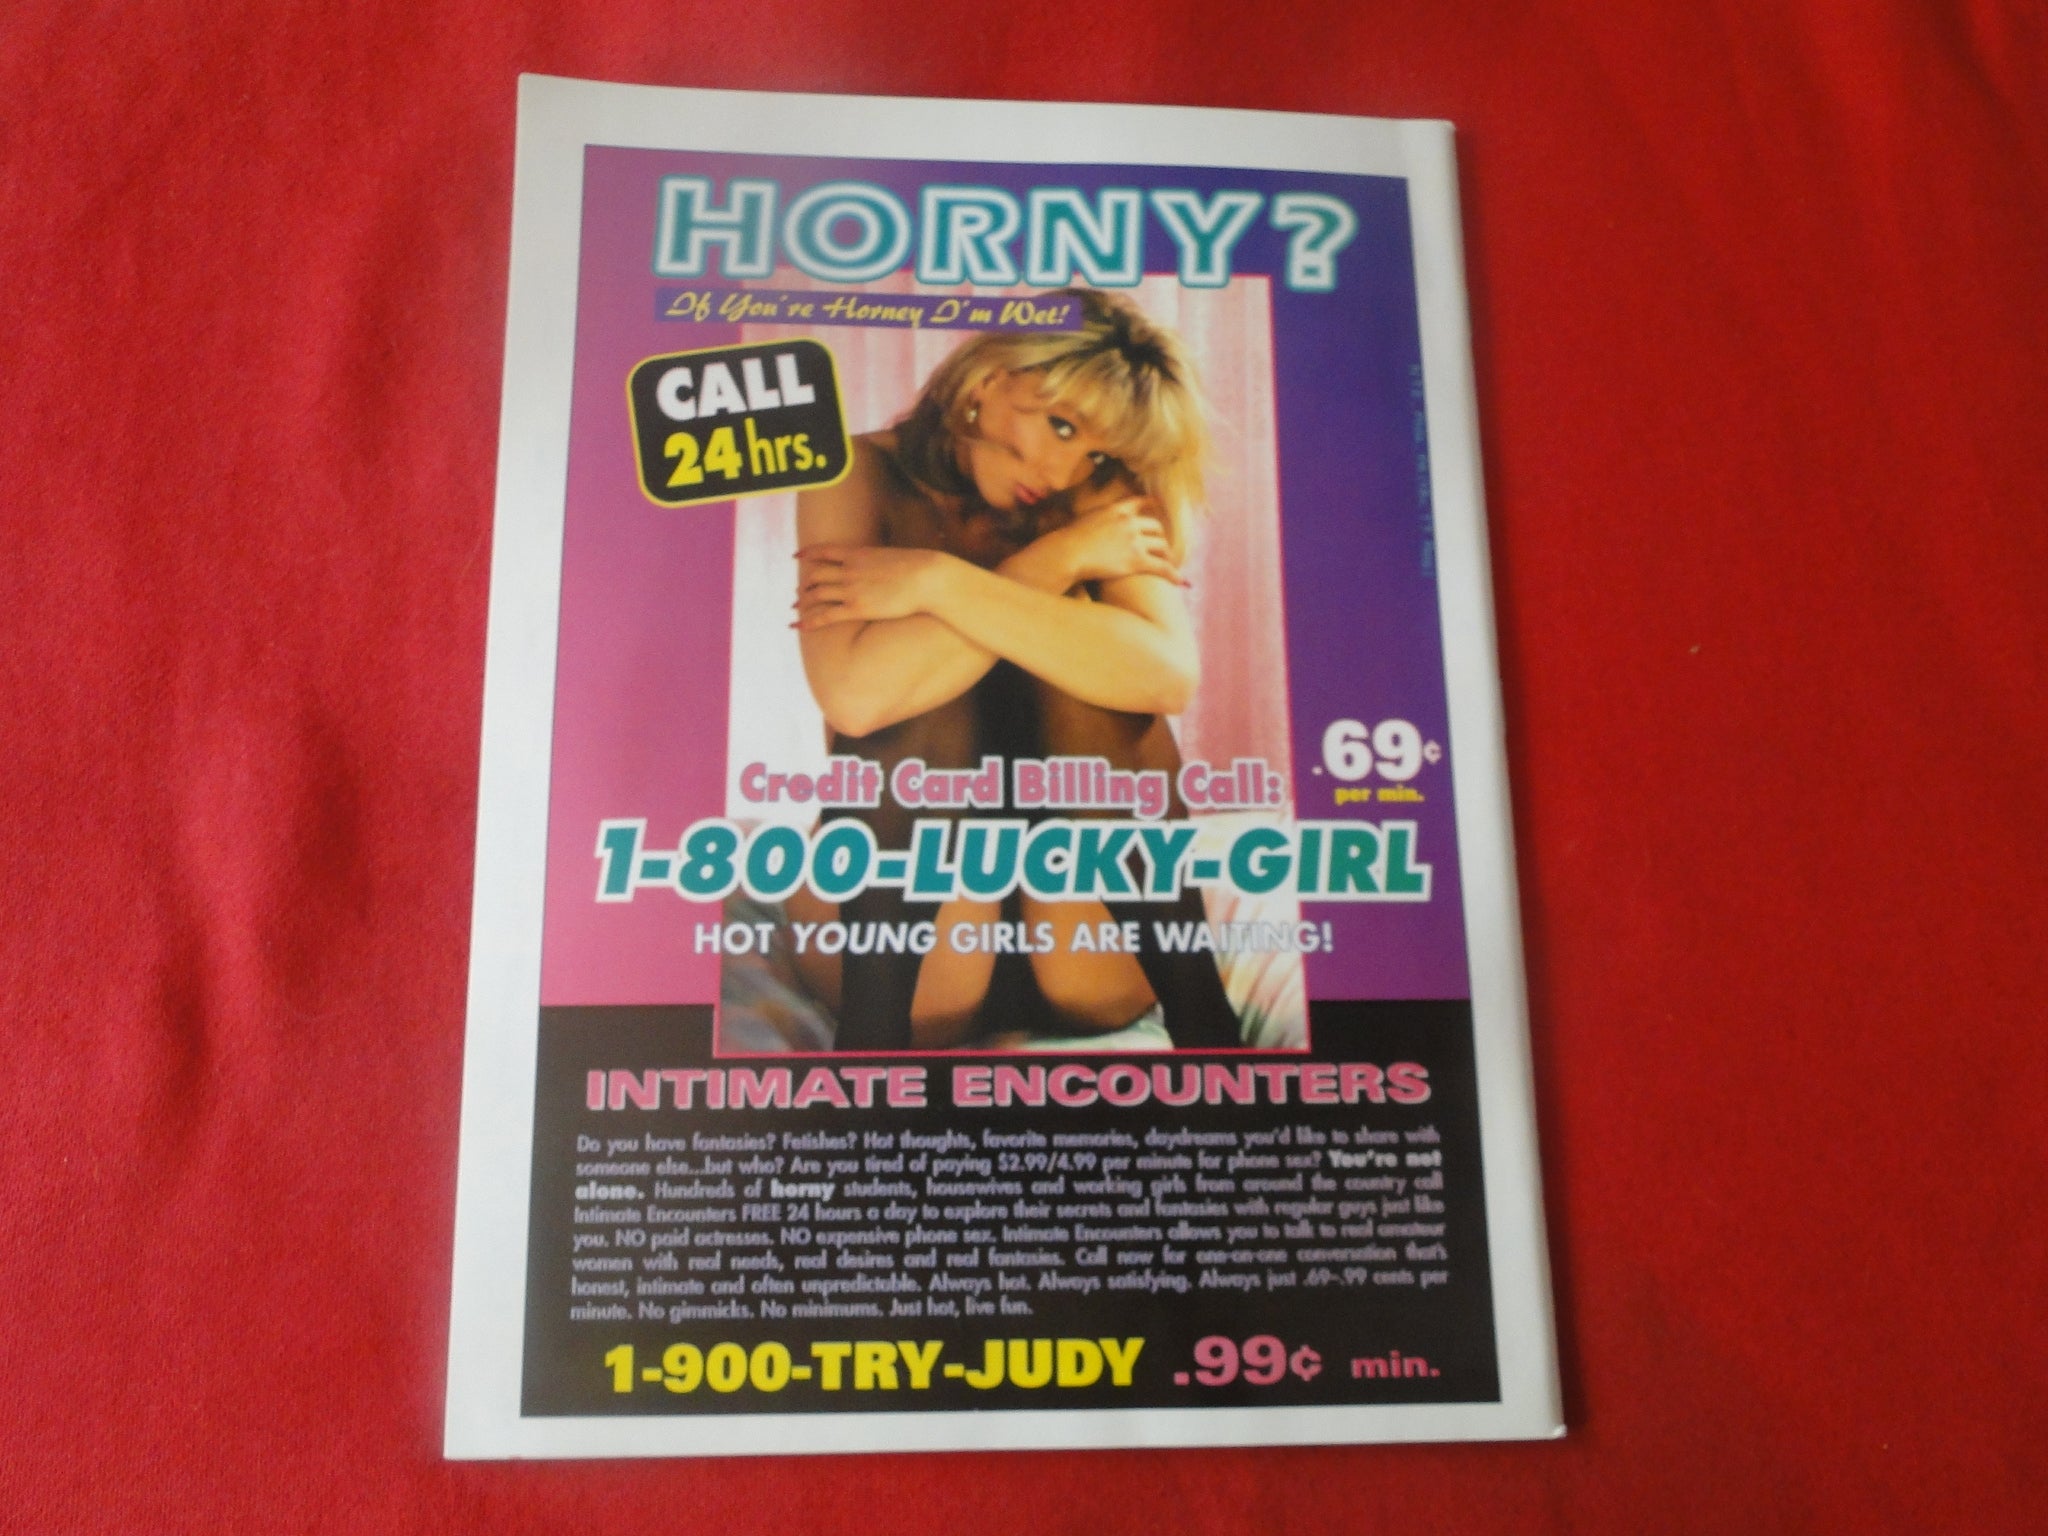 HORNY?
If You're Horney I'm Wet!
CALL
24 hrs.
.69¢
per min.
Credit Card Billing Call:
1-800-LUCKY-GIRL
HOT YOUNG GIRLS ARE WAITING!
INTIMATE ENCOUNTERS
Do you have fantasies? Fetishes? Hot thoughts, favorite memories, daydreams you'd like to share with
someone else...but who? Are you tired of paying $2.99/4.99 per minute for phone sex? You're not
alone. Hundreds of horny students, housewives and working girls from around the country call
Intimate Encounters FREE 24 hours a day to explore their secrets and fantasies with regular guys just like
you. NO paid actresses. NO expensive phone sex. Intimate Encounters allows you to talk to real amateur
women with real needs, real desires and real fantasies. Call now for one-on-one conversation that's
honest, intimate and often unpredictable. Always hot. Always satisfying. Always just .69-.99 cents per
minute. No gimmicks. No minimums. Just hot, live fun.
1-900-TRY-JUDY .99¢ min.